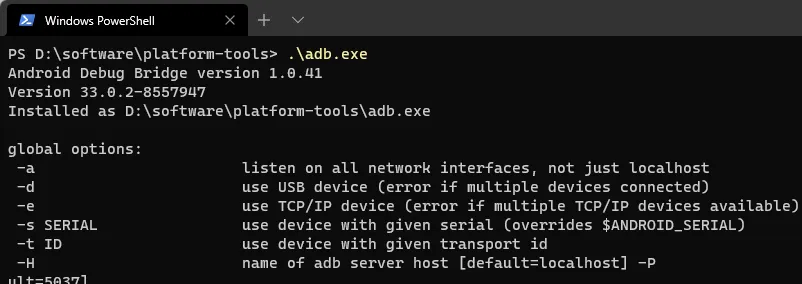 Windows PowerShell
PS D:\software\platform-tools> .\adb.exe
Android Debug Bridge version 1.0.41
Version 33.0.2-8557947
Installed as D:\software\platform-tools\adb.exe
global options:
-a listen on all network interfaces, not just localhost
-d use USB device (error if multiple devices connected)
-e use TCP/IP device (error if multiple TCP/IP devices available)
-s SERIAL use device with given serial (overrides $ANDROID_SERIAL)
-t ID use device with given transport id
-H name of adb server host [default=localhost] -P
ult=5037]